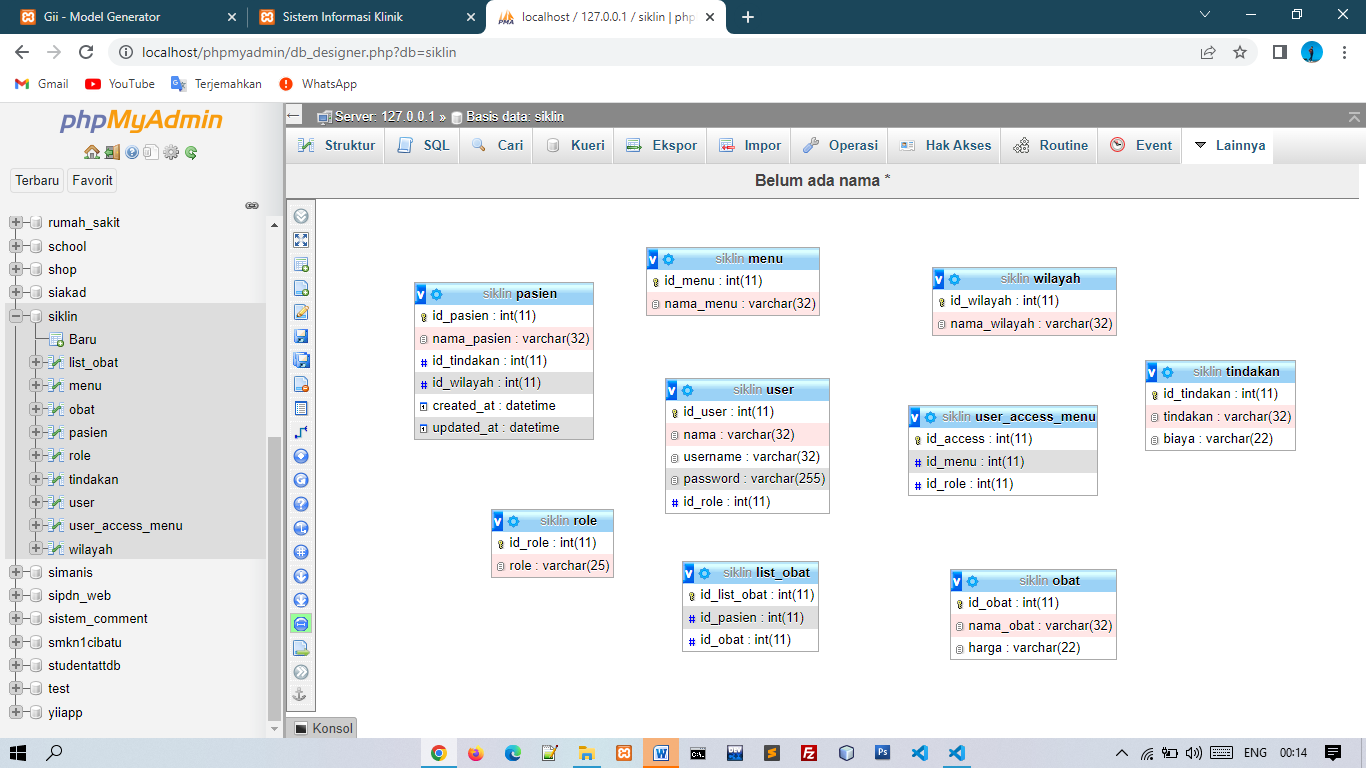 Gii - Model Generator
Sistem Informasi Klinik
localhost / 127.0.0.1 / siklin | php
localhost/phpmyadmin/db_designer.php?db=siklin
Gmail
YouTube
Terjemahkan
WhatsApp
phpMyAdmin
Terbaru
Favorit
rumah_sakit
school
shop
siakad
siklin
Baru
list_obat
menu
obat
pasien
role
tindakan
user
user_access_menu
wilayah
simanis
sipdn_web
sistem_comment
smkn1cibatu
studentattdb
test
yiiapp
Server: 127.0.0.1 » Basis data: siklin
Struktur
SQL
Cari
Kueri
Ekspor
Impor
Operasi
Hak Akses
Routine
Event
Lainnya
Belum ada nama *
siklin pasien
id_pasien : int(11)
nama_pasien : varchar(32)
id_tindakan : int(11)
id_wilayah : int(11)
created_at : datetime
updated_at : datetime
siklin menu
id_menu : int(11)
nama_menu : varchar(32)
siklin wilayah
id_wilayah : int(11)
nama_wilayah : varchar(32)
siklin tindakan
id_tindakan : int(11)
tindakan : varchar(32)
biaya : varchar(22)
siklin user
id_user : int(11)
nama : varchar(32)
username : varchar(32)
password : varchar(255)
id_role : int(11)
siklin user_access_menu
id_access : int(11)
id_menu : int(11)
id_role : int(11)
siklin role
id_role : int(11)
role : varchar(25)
siklin list_obat
id_list_obat : int(11)
id_pasien : int(11)
id_obat : int(11)
siklin obat
id_obat : int(11)
nama_obat : varchar(32)
harga : varchar(22)
Konsol
ENG
00:14